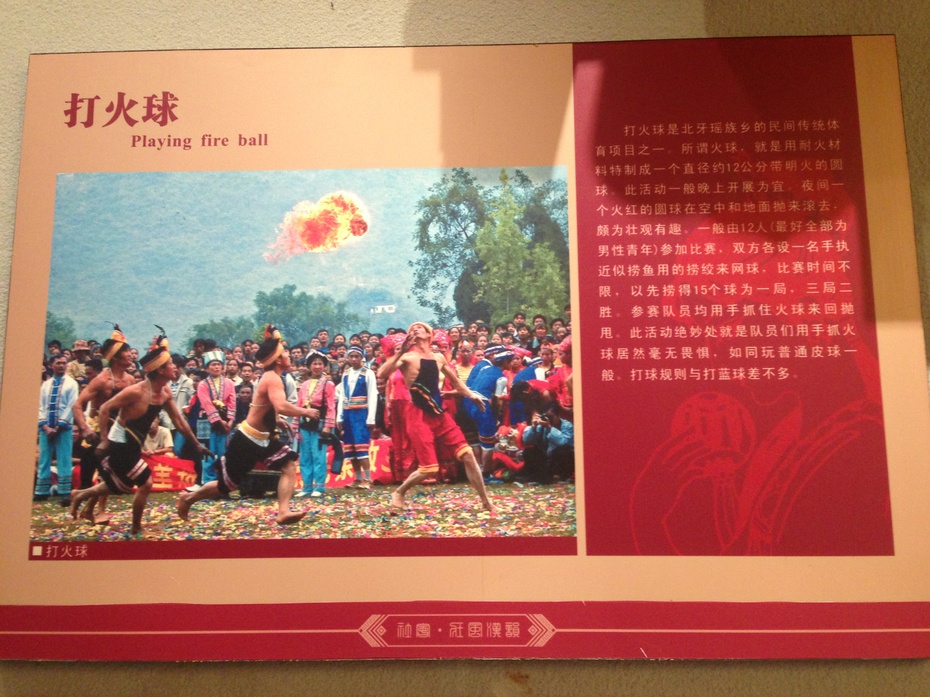 打火球
Playing fire ball
打火球是北牙瑶族乡的民间传统体
育项目之一。所谓火球，就是用耐火材
料特制成一个直径约12公分带明火的圆
球。此活动一般晚上开展为宜。夜间一
个火红的圆球在空中和地面抛来滚去，
颇为壮观有趣。一般由12人(最好全部为
男性青年)参加比赛，双方各设一名手执
近似捞鱼用的捞绞来网球，比赛时间不
限，以先捞得15个球为一局，三局二
胜。参赛队员均用手抓住火球来回抛
甩。此活动绝妙处就是队员们用手抓火
球居然毫无畏惧，如同玩普通皮球一
般。打球规则与打蓝球差不多。
■打火球